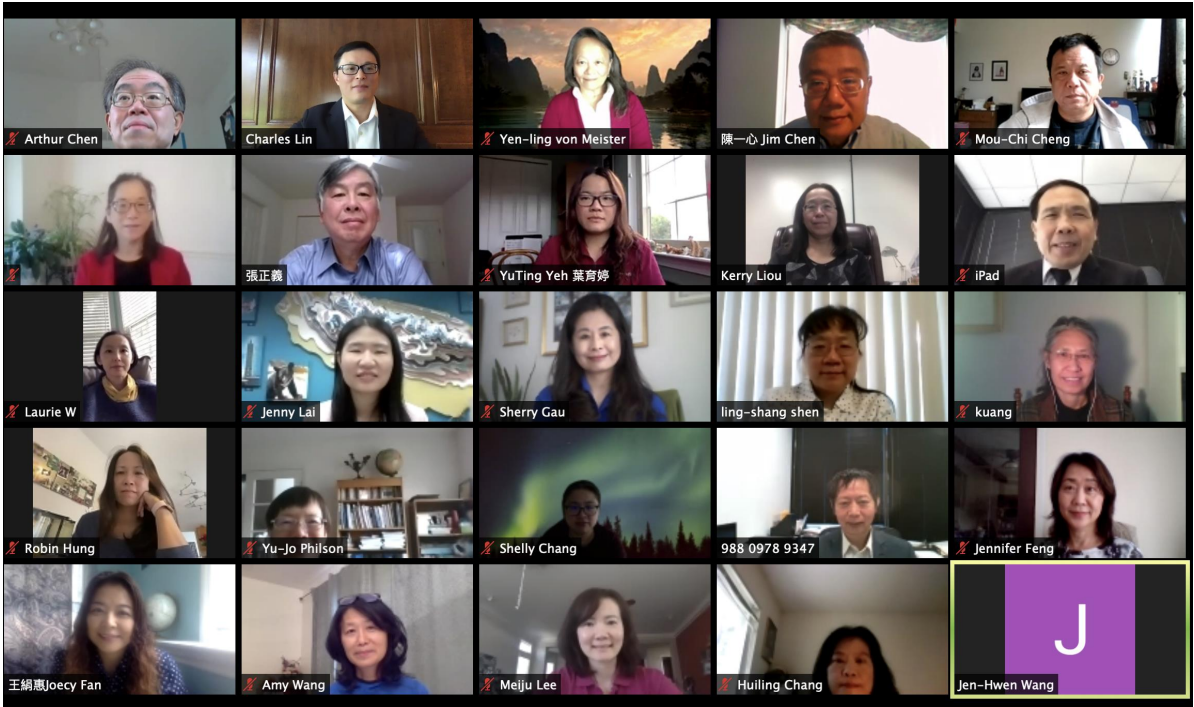 Arthur Chen
Charles Lin
Yen-ling von Meister
陳一心 Jim Chen
Mou-Chi Cheng
張正義
YuTing Yeh 葉育婷
Kerry Liou
iPad
Laurie W
Jenny Lai
Sherry Gau
ling-shang shen
kuang
Robin Hung
Yu-Jo Philson
Shelly Chang
988 0978 9347
Jennifer Feng
王絹惠Joecy Fan
Amy Wang
Meiju Lee
Huiling Chang
J
Jen-Hwen Wang